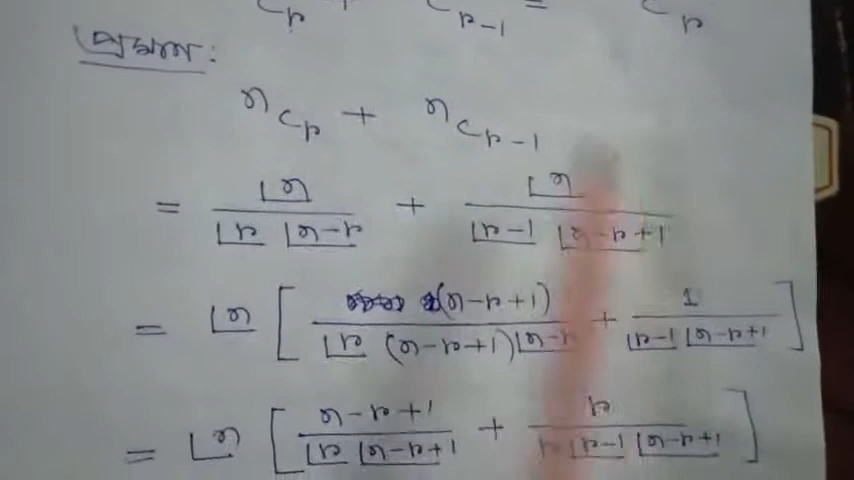 প্রমাণ:
ⁿCᵣ + ⁿCᵣ₋₁
= ⌊n / (⌊r ⌊n-r) + ⌊n / (⌊r-1 ⌊n-r+1)
= ⌊n [ (n-r+1) / (⌊r (n-r+1)⌊n-r) + 1 / (⌊r-1 ⌊n-r+1) ]
= ⌊n [ (n-r+1) / (⌊r ⌊n-r+1) + r / (r ⌊r-1 ⌊n-r+1) ]